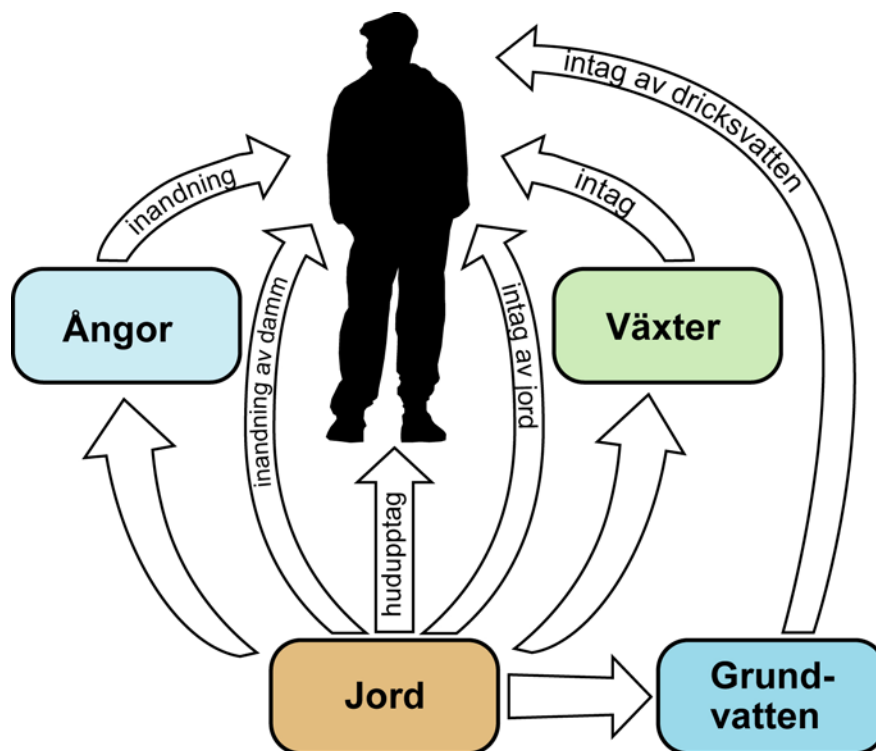 intag av dricksvatten
inandning
intag
Ångor
inandning av damm
intag av jord
Växter
hudupptag
Jord
Grund-
vatten